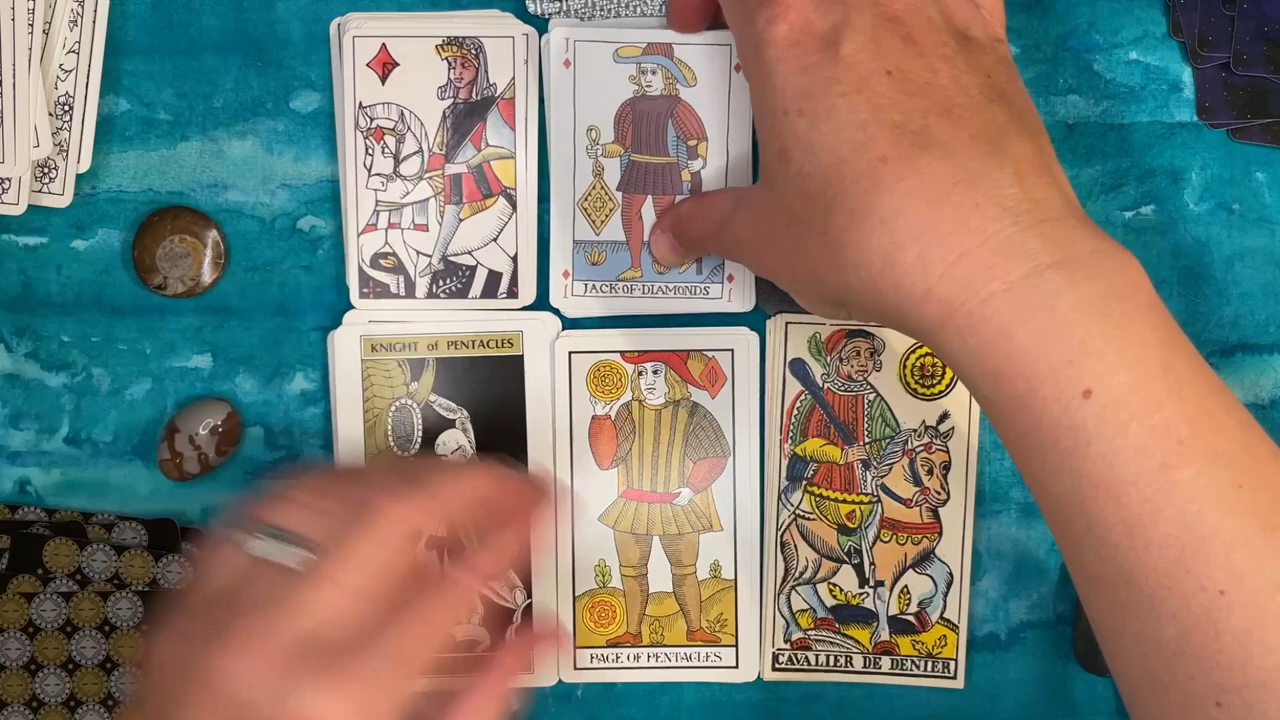 J
JACK·OF·DIAMONDS
J
J
KNIGHT of PENTACLES
PAGE OF PENTACLES
CAVALIER DE DENIER